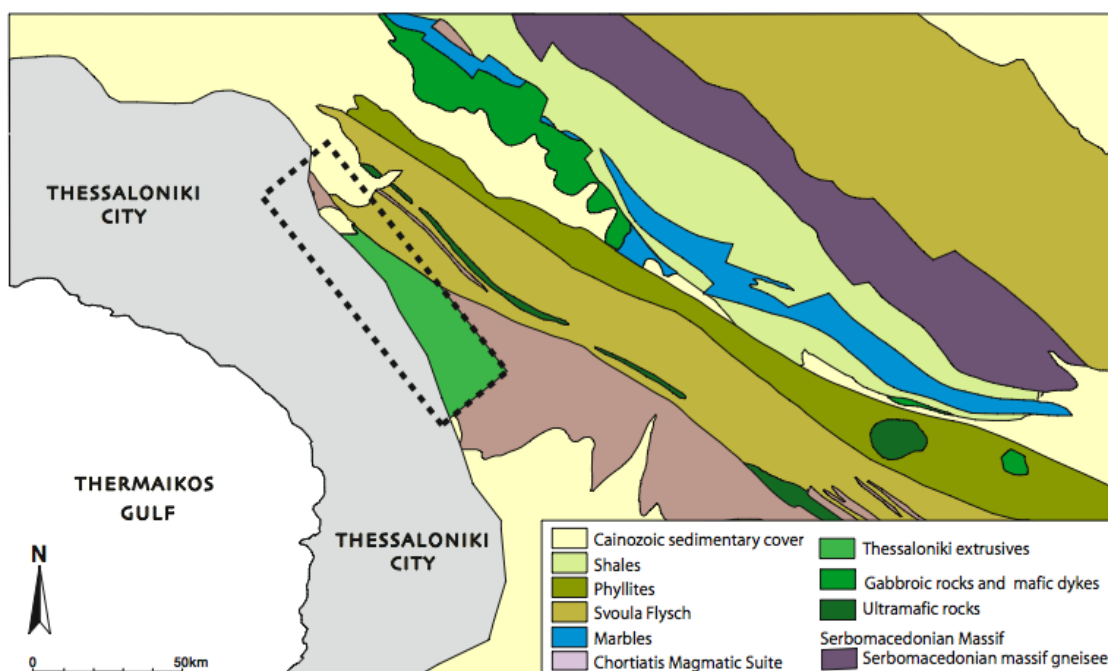 THESSALONIKI
CITY
THERMAIKOS
GULF
THESSALONIKI
CITY
N
0
50km
Cainozoic sedimentary cover
Shales
Phyllites
Svoula Flysch
Marbles
Chortiatis Magmatic Suite
Thessaloniki extrusives
Gabbroic rocks and mafic dykes
Ultramafic rocks
Serbomacedonian Massif
Serbomacedonian massif gneisee